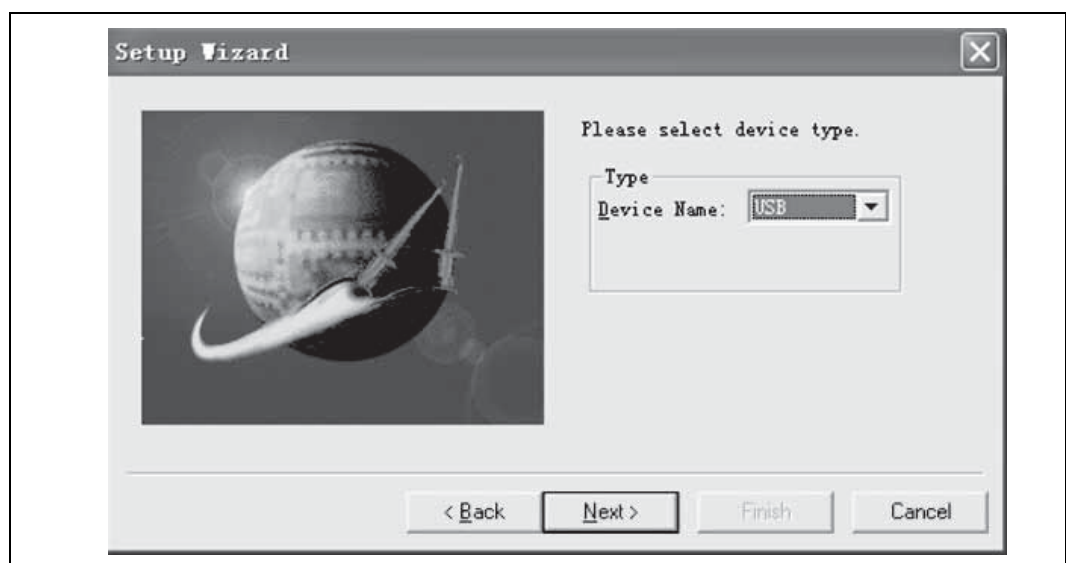 Setup Wizard
Please select device type.
Type
Device Name: USB
< Back Next > Finish Cancel